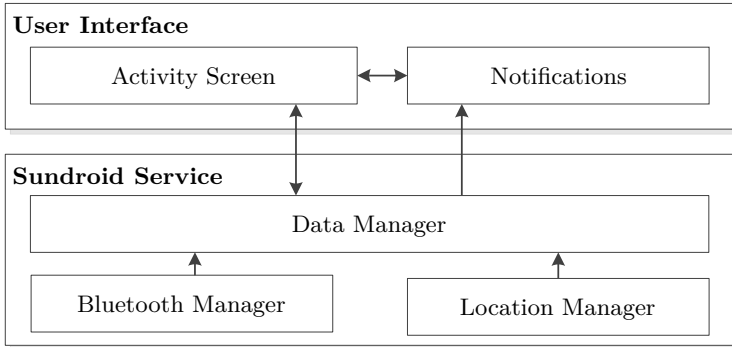 User Interface
Activity Screen
Notifications
Sundroid Service
Data Manager
Bluetooth Manager
Location Manager